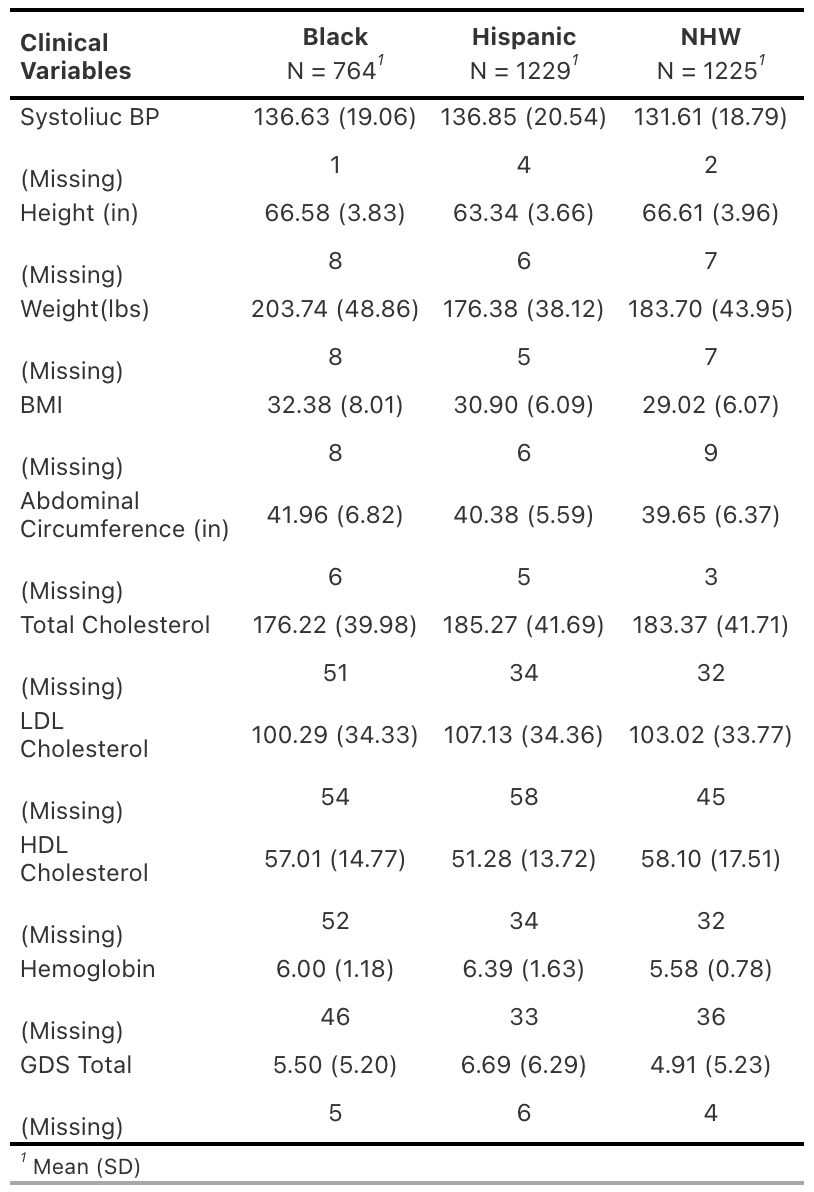 Clinical Variables Black N = 764¹ Hispanic N = 1229¹ NHW N = 1225¹
Systoliuc BP 136.63 (19.06) 136.85 (20.54) 131.61 (18.79)
(Missing) 1 4 2
Height (in) 66.58 (3.83) 63.34 (3.66) 66.61 (3.96)
(Missing) 8 6 7
Weight(lbs) 203.74 (48.86) 176.38 (38.12) 183.70 (43.95)
(Missing) 8 5 7
BMI 32.38 (8.01) 30.90 (6.09) 29.02 (6.07)
(Missing) 8 6 9
Abdominal Circumference (in) 41.96 (6.82) 40.38 (5.59) 39.65 (6.37)
(Missing) 6 5 3
Total Cholesterol 176.22 (39.98) 185.27 (41.69) 183.37 (41.71)
(Missing) 51 34 32
LDL Cholesterol 100.29 (34.33) 107.13 (34.36) 103.02 (33.77)
(Missing) 54 58 45
HDL Cholesterol 57.01 (14.77) 51.28 (13.72) 58.10 (17.51)
(Missing) 52 34 32
Hemoglobin 6.00 (1.18) 6.39 (1.63) 5.58 (0.78)
(Missing) 46 33 36
GDS Total 5.50 (5.20) 6.69 (6.29) 4.91 (5.23)
(Missing) 5 6 4
¹ Mean (SD)